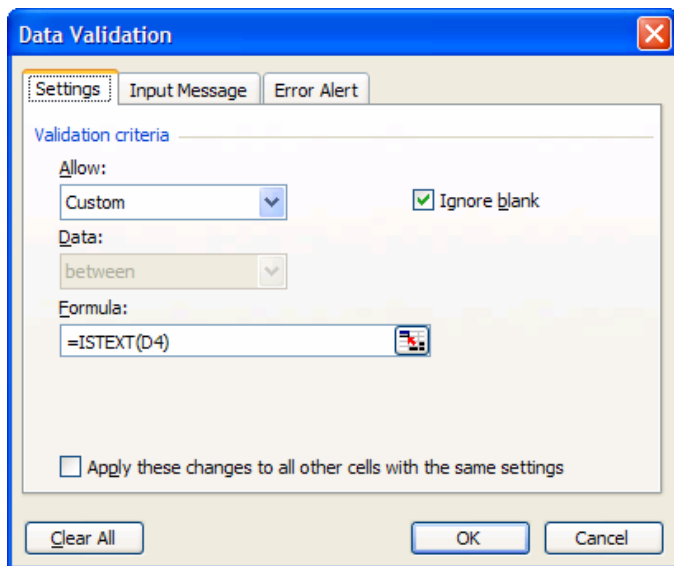 Data Validation
Settings Input Message Error Alert
Validation criteria
Allow:
Custom Ignore blank
Data:
between
Formula:
=ISTEXT(D4)
Apply these changes to all other cells with the same settings
Clear All OK Cancel